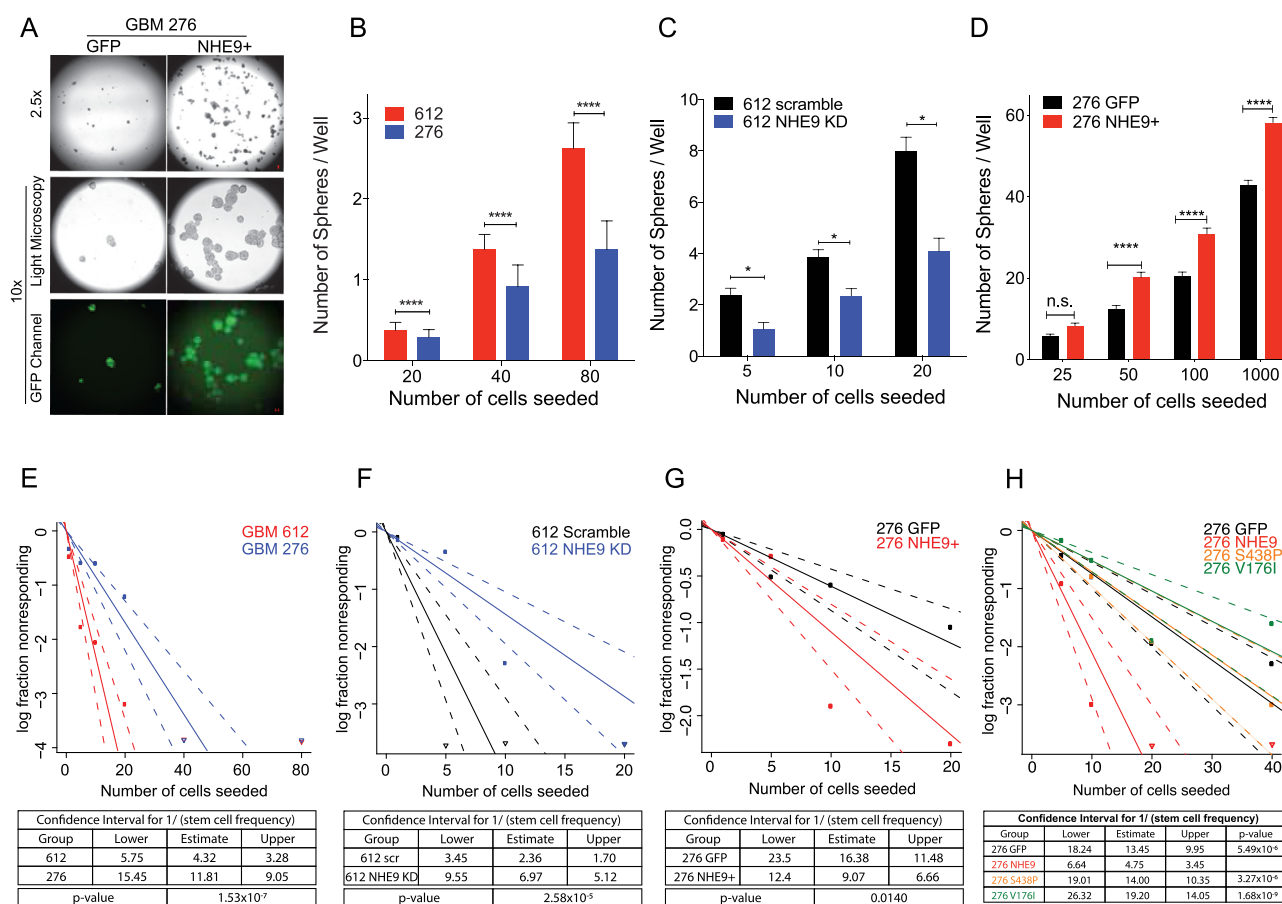 A
GBM 276
GFP
NHE9+
2.5x
10x
Light Microscopy
GFP Channel
B
612
276
Number of Spheres / Well
3
2
1
0
****
****
****
20 40 80
Number of cells seeded
C
612 scramble
612 NHE9 KD
Number of Spheres / Well
10
8
6
4
2
0
*
*
*
5 10 20
Number of cells seeded
D
276 GFP
276 NHE9+
Number of Spheres / Well
60
40
20
0
n.s.
****
****
****
25 50 100 1000
Number of cells seeded
E
GBM 612
GBM 276
log fraction nonresponding
0
-1
-2
-3
-4
0 20 40 60 80
Number of cells seeded
Confidence Interval for 1/ (stem cell frequency)
Group Lower Estimate Upper
612 5.75 4.32 3.28
276 15.45 11.81 9.05
p-value 1.53x10-7
F
612 Scramble
612 NHE9 KD
log fraction nonresponding
0
-1
-2
-3
0 5 10 15 20
Number of cells seeded
Confidence Interval for 1/ (stem cell frequency)
Group Lower Estimate Upper
612 scr 3.45 2.36 1.70
612 NHE9 KD 9.55 6.97 5.12
p-value 2.58x10-5
G
276 GFP
276 NHE9+
log fraction nonresponding
0.0
-0.5
-1.0
-1.5
-2.0
0 5 10 15 20
Number of cells seeded
Confidence Interval for 1/ (stem cell frequency)
Group Lower Estimate Upper
276 GFP 23.5 16.38 11.48
276 NHE9+ 12.4 9.07 6.66
p-value 0.0140
H
276 GFP
276 NHE9
276 S438P
276 V176I
log fraction nonresponding
0
-1
-2
-3
0 10 20 30 40
Number of cells seeded
Confidence Interval for 1/ (stem cell frequency)
Group Lower Estimate Upper p-value
276 GFP 18.24 13.45 9.95 5.49x10-6
276 NHE9 6.64 4.75 3.45
276 S438P 19.01 14.00 10.35 3.27x10-6
276 V176I 26.32 19.20 14.05 1.68x10-9